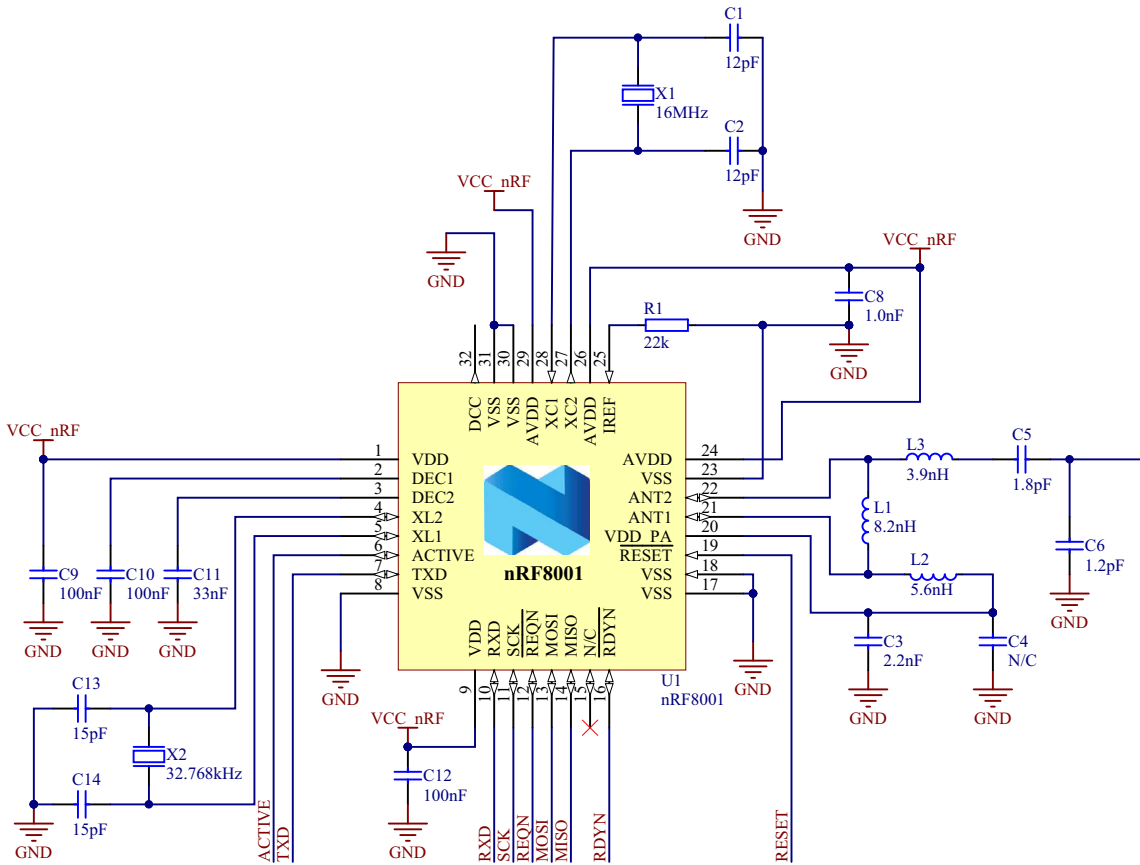 C1
12pF
X1
16MHz
C2
12pF
GND
VCC_nRF
GND
VCC_nRF
C8
1.0nF
GND
R1
22k
32
31
30
29
28
27
26
25
DCC
VSS
VSS
AVDD
XC1
XC2
AVDD
IREF
VCC_nRF
1
VDD
2
DEC1
3
DEC2
4
XL2
5
XL1
6
ACTIVE
7
TXD
8
VSS
AVDD
24
VSS
23
ANT2
22
ANT1
21
VDD_PA
20
RESET
19
VSS
18
VSS
17
nRF8001
L3
3.9nH
C5
1.8pF
L1
8.2nH
L2
5.6nH
C6
1.2pF
GND
C3
2.2nF
GND
C4
N/C
GND
GND
C9
100nF
GND
C10
100nF
GND
C11
33nF
GND
GND
VDD
RXD
SCK
REQN
MOSI
MISO
N/C
RDYN
9
10
11
12
13
14
15
16
U1
nRF8001
C13
15pF
X2
32.768kHz
C14
15pF
GND
VCC_nRF
C12
100nF
GND
ACTIVE
TXD
RXD
SCK
REQN
MOSI
MISO
RDYN
RESET